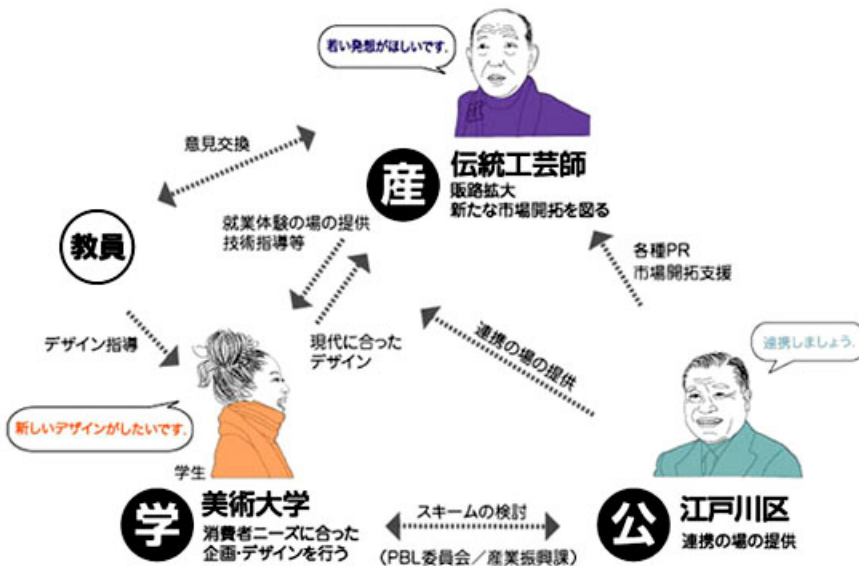 若い発想がほしいです.
意見交換
産
伝統工芸師
販路拡大
新たな市場開拓を図る
教員
就業体験の場の提供
技術指導等
各種PR
市場開拓支援
デザイン指導
現代に合った
デザイン
連携の場の提供
連携しましょう.
新しいデザインがしたいです.
学生
学
美術大学
消費者ニーズに合った
企画・デザインを行う
スキームの検討
(PBL委員会/産業振興課)
公
江戸川区
連携の場の提供